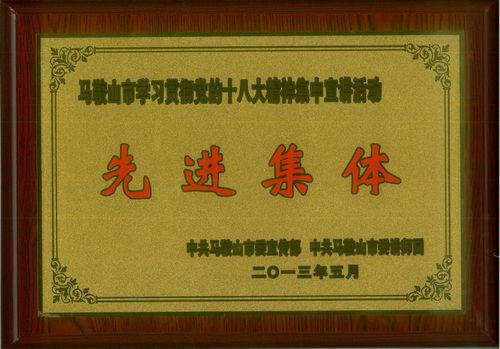 马鞍山市学习贯彻党的十八大精神集中宣讲活动
先进集体
中共马鞍山市委宣传部 中共马鞍山市委讲师团
二〇一三年五月